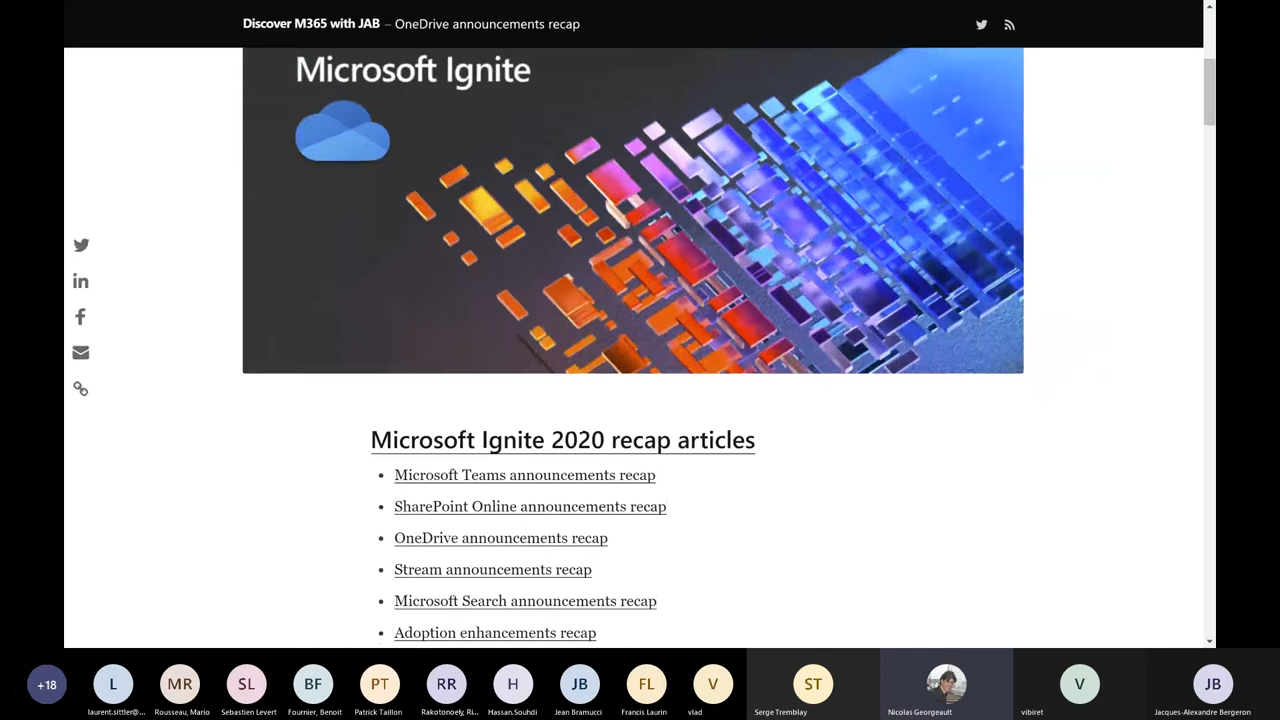 Discover M365 with JAB – OneDrive announcements recap
Microsoft Ignite
Microsoft Ignite 2020 recap articles
Microsoft Teams announcements recap
SharePoint Online announcements recap
OneDrive announcements recap
Stream announcements recap
Microsoft Search announcements recap
Adoption enhancements recap
+18
L
MR
SL
BF
PT
RR
H
JB
FL
V
ST
V
JB
laurent.sittler@...
Rousseau, Mario
Sebastien Levert
Fournier, Benoit
Patrick Taillon
Rakotonoely, Ri...
Hassan.Souhdi
Jean Bramucci
Francis Laurin
vlad
Serge Tremblay
Nicolas Georgeault
vibiret
Jacques-Alexandre Bergeron